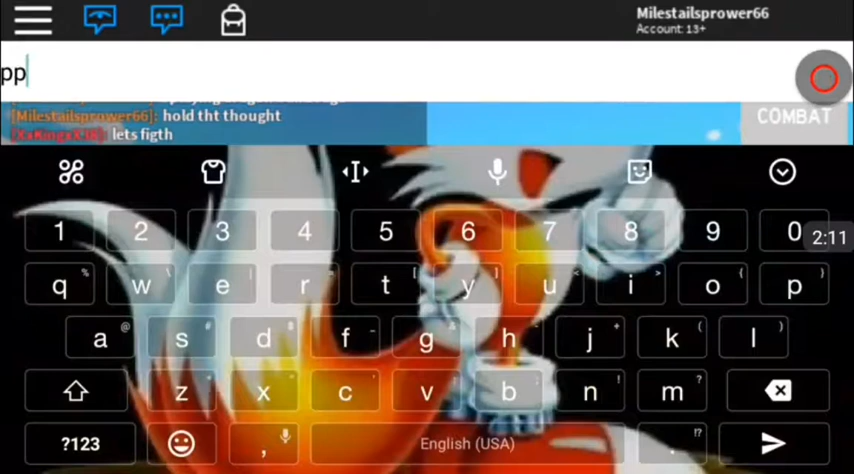 Milestailsprower66
Account: 13+
pp
[Milestailsprower66]: hold tht thought
lets figth
COMBAT
1 2 3 4 5 6 7 8 9 0
2:11
q w e r t y u i o p
a s d f g h j k l
z x c v b n m
?123 , English (USA) .